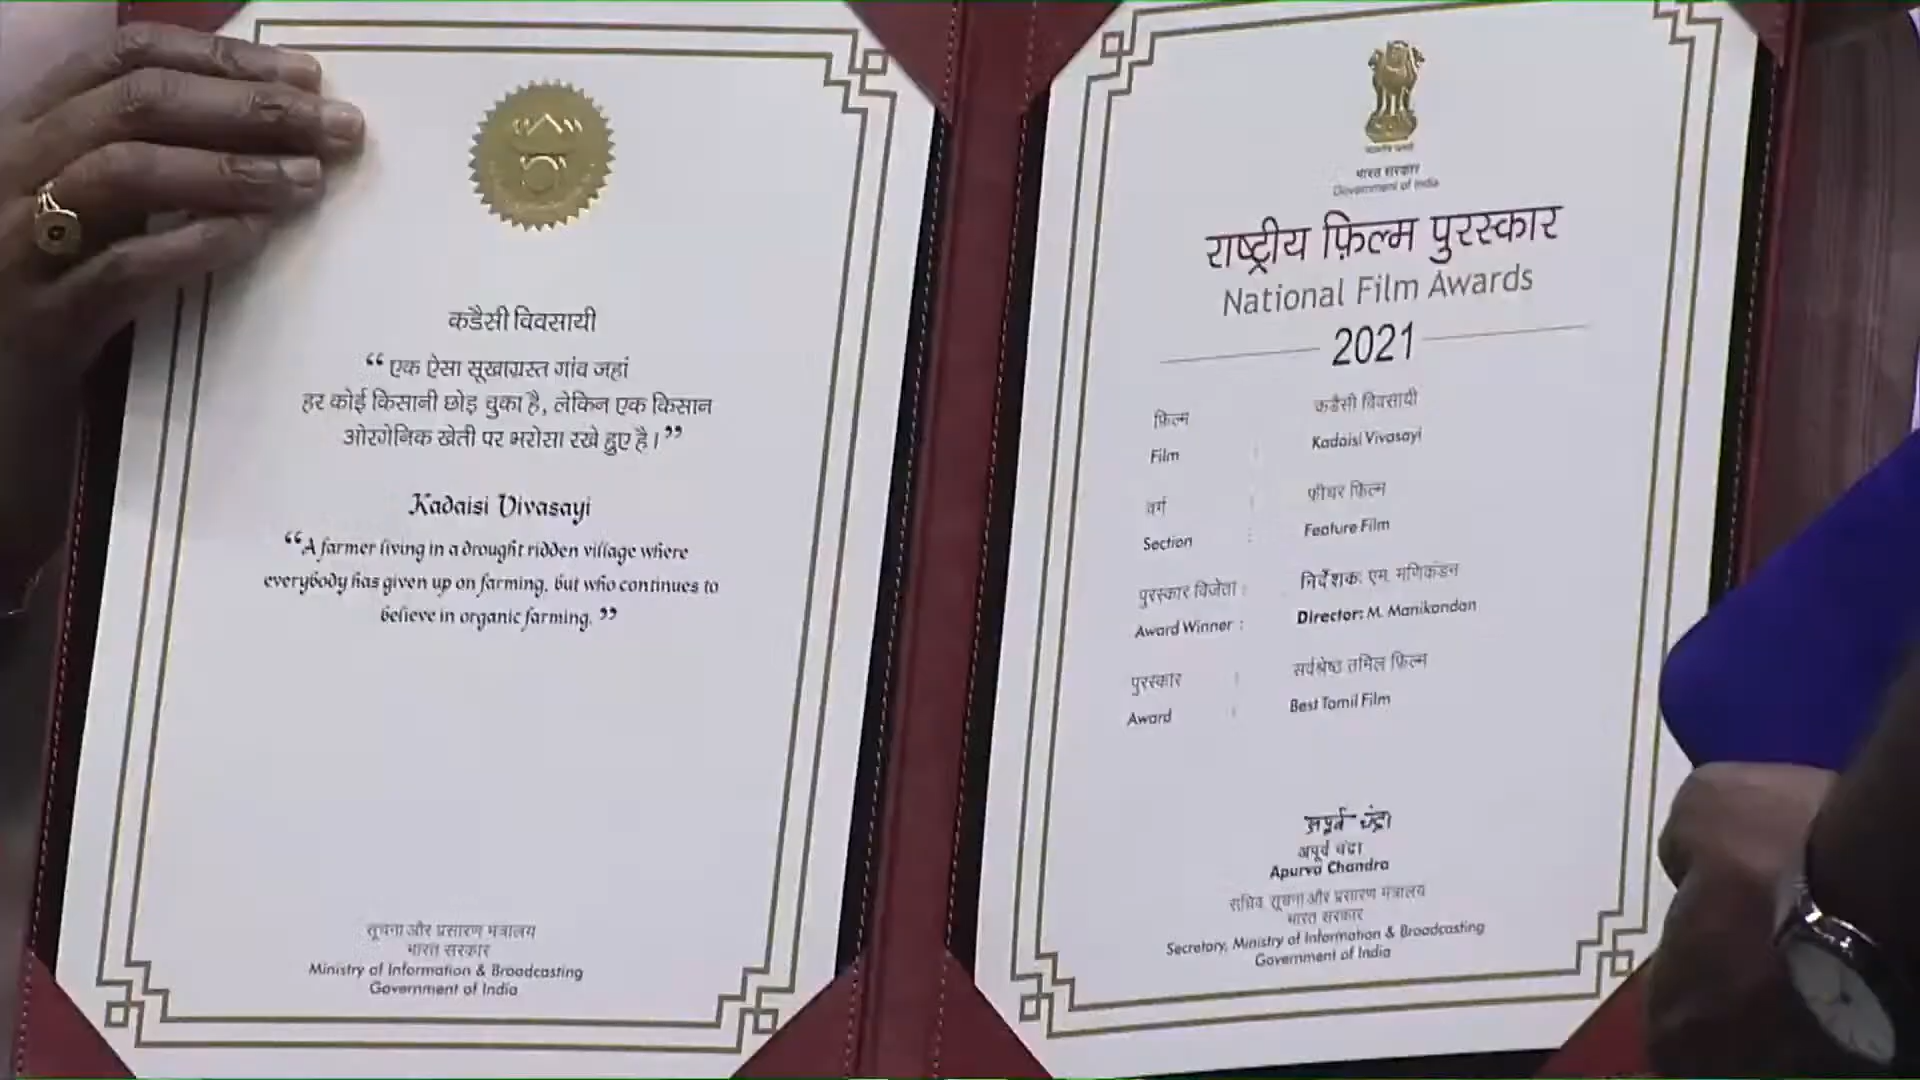 कडैसी विवसायी
“ एक ऐसा सूखाग्रस्त गांव जहां
हर कोई किसानी छोड़ चुका है, लेकिन एक किसान
ओरगेनिक खेती पर भरोसा रखे हुए है। ”
Kadaisi Vivasayi
“A farmer living in a drought ridden village where
everybody has given up on farming, but who continues to
believe in organic farming. ”
सूचना और प्रसारण मंत्रालय
भारत सरकार
Ministry of Information & Broadcasting
Government of India
भारत सरकार
Government of India
राष्ट्रीय फ़िल्म पुरस्कार
National Film Awards
2021
फ़िल्म कडैसी विवसायी
Film : Kadaisi Vivasayi
वर्ग : फ़ीचर फ़िल्म
Section : Feature Film
पुरस्कार विजेता : निर्देशक: एम. मणिकंडन
Award Winner : Director: M. Manikandan
पुरस्कार : सर्वश्रेष्ठ तमिल फ़िल्म
Award : Best Tamil Film
अपूर्व चंद्रा
अपूर्व चंद्रा
Apurva Chandra
सचिव, सूचना और प्रसारण मंत्रालय
भारत सरकार
Secretary, Ministry of Information & Broadcasting
Government of India